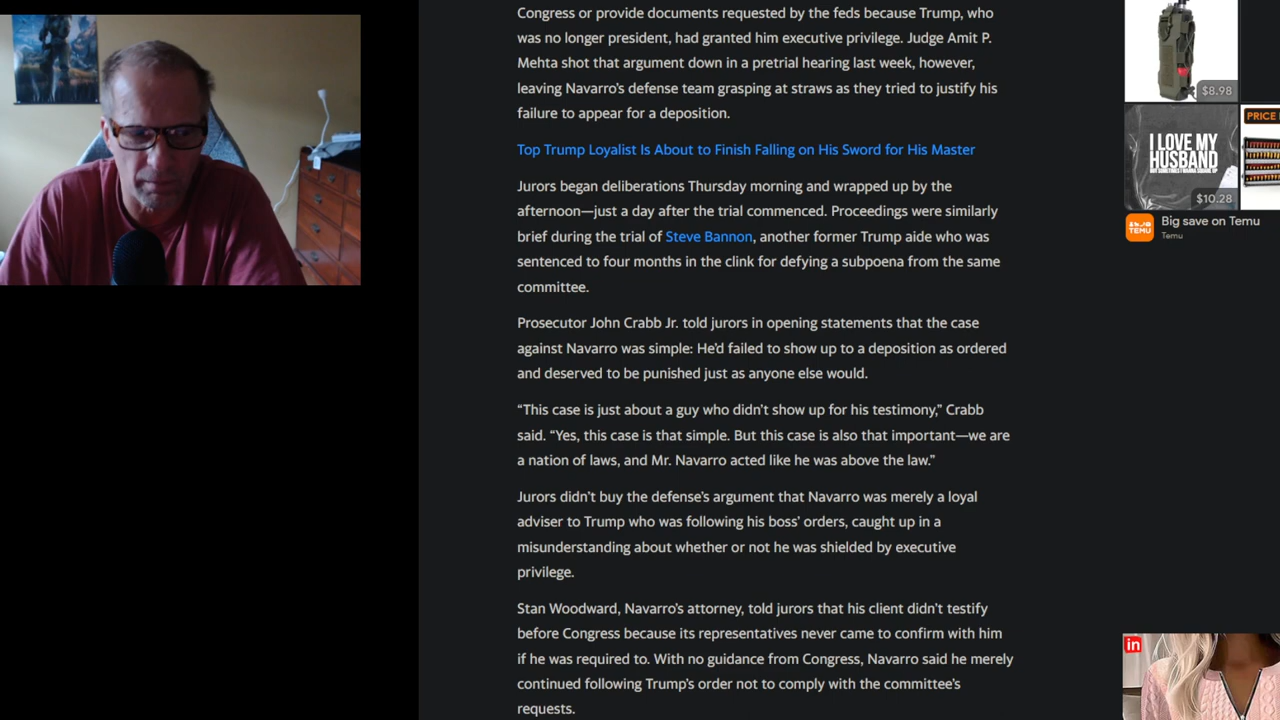 Congress or provide documents requested by the feds because Trump, who
was no longer president, had granted him executive privilege. Judge Amit P.
Mehta shot that argument down in a pretrial hearing last week, however,
leaving Navarro's defense team grasping at straws as they tried to justify his
failure to appear for a deposition.
Top Trump Loyalist Is About to Finish Falling on His Sword for His Master
Jurors began deliberations Thursday morning and wrapped up by the
afternoon—just a day after the trial commenced. Proceedings were similarly
brief during the trial of Steve Bannon, another former Trump aide who was
sentenced to four months in the clink for defying a subpoena from the same
committee.
Prosecutor John Crabb Jr. told jurors in opening statements that the case
against Navarro was simple: He'd failed to show up to a deposition as ordered
and deserved to be punished just as anyone else would.
“This case is just about a guy who didn't show up for his testimony,” Crabb
said. “Yes, this case is that simple. But this case is also that important—we are
a nation of laws, and Mr. Navarro acted like he was above the law.”
Jurors didn't buy the defense's argument that Navarro was merely a loyal
adviser to Trump who was following his boss' orders, caught up in a
misunderstanding about whether or not he was shielded by executive
privilege.
Stan Woodward, Navarro's attorney, told jurors that his client didn't testify
before Congress because its representatives never came to confirm with him
if he was required to. With no guidance from Congress, Navarro said he merely
continued following Trump's order not to comply with the committee's
requests.
$8.98
I LOVE MY
HUSBAND
BUT SOMETIMES I WANNA SQUARE UP
$10.28
PRICE
TEMU
Big save on Temu
Temu
in